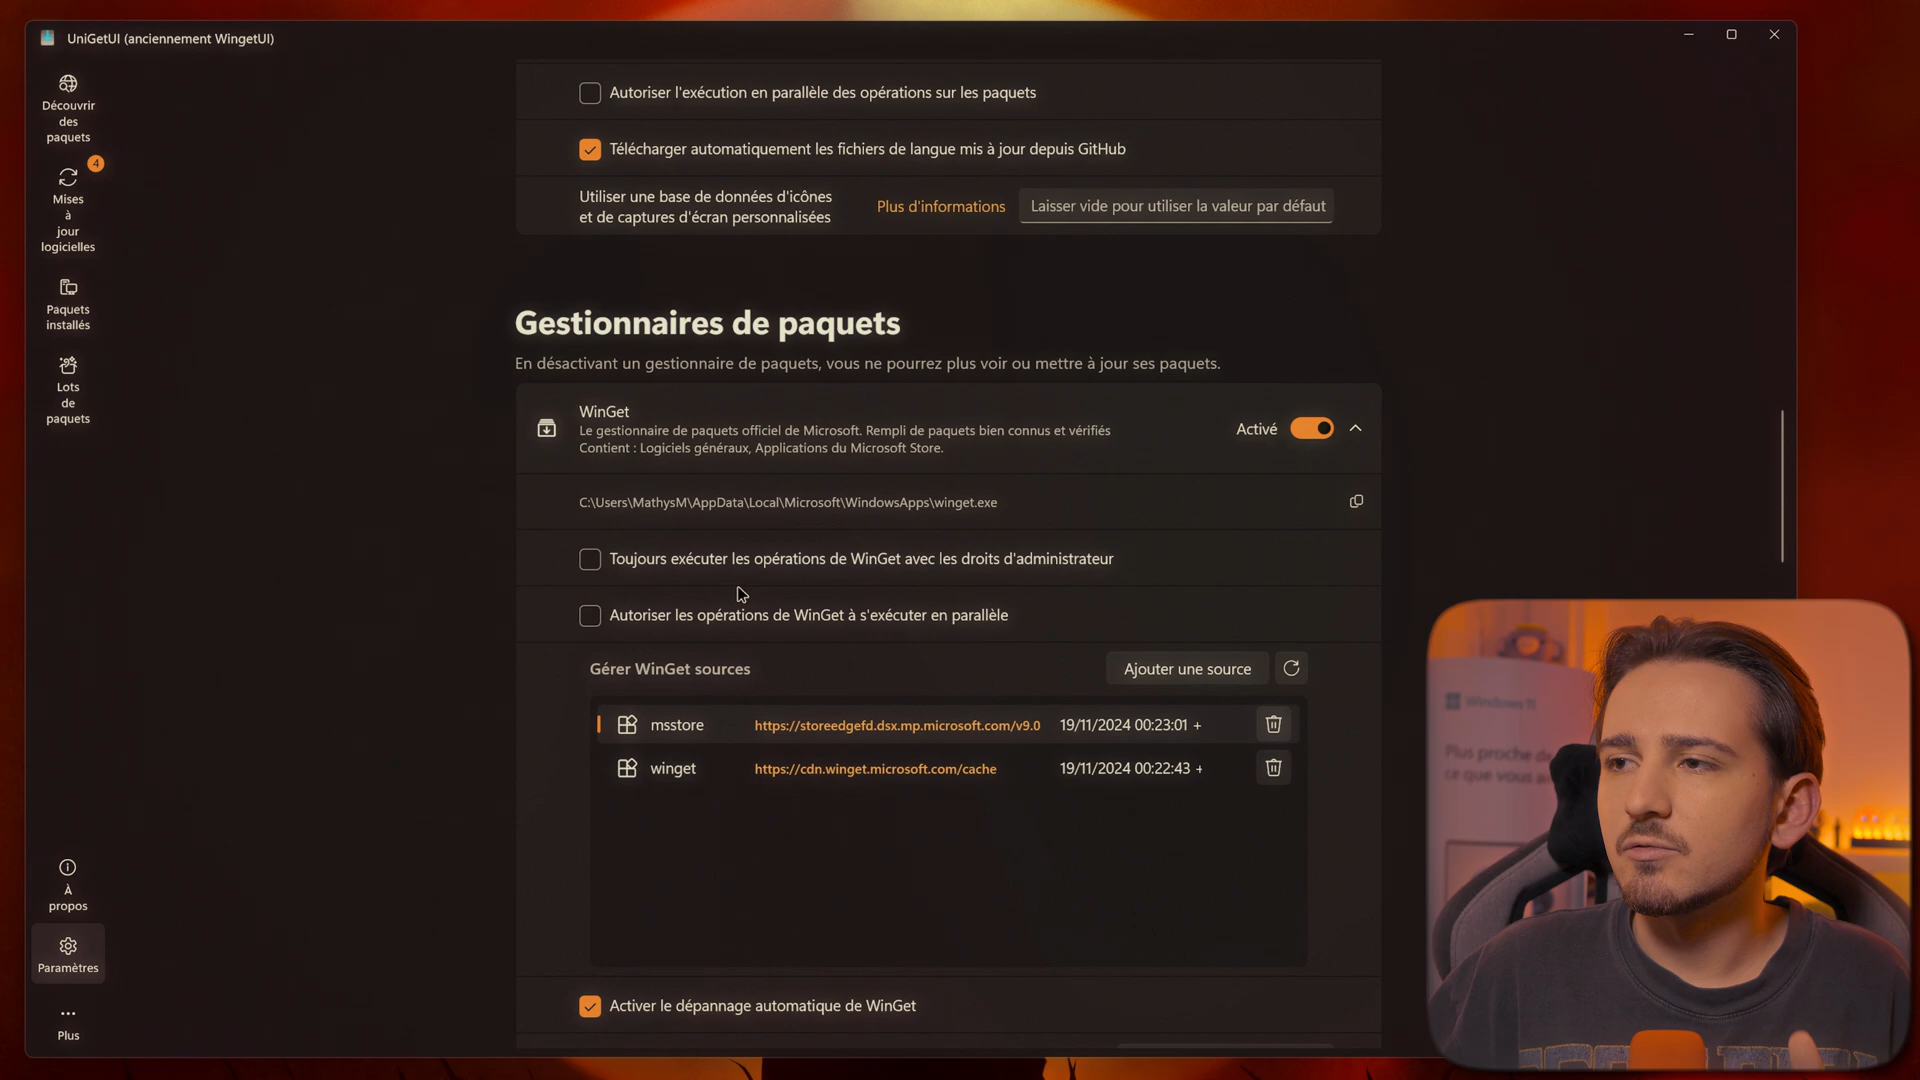 UniGetUI (anciennement WingetUI)
Découvrir
des
paquets
4
Mises
à
jour
logicielles
Paquets
installés
Lots
de
paquets
À
propos
Paramètres
Plus
Autoriser l'exécution en parallèle des opérations sur les paquets
Télécharger automatiquement les fichiers de langue mis à jour depuis GitHub
Utiliser une base de données d'icônes
et de captures d'écran personnalisées
Plus d'informations
Laisser vide pour utiliser la valeur par défaut
Gestionnaires de paquets
En désactivant un gestionnaire de paquets, vous ne pourrez plus voir ou mettre à jour ses paquets.
WinGet
Le gestionnaire de paquets officiel de Microsoft. Rempli de paquets bien connus et vérifiés
Contient : Logiciels généraux, Applications du Microsoft Store.
Activé
C:\Users\MathysM\AppData\Local\Microsoft\WindowsApps\winget.exe
Toujours exécuter les opérations de WinGet avec les droits d'administrateur
Autoriser les opérations de WinGet à s'exécuter en parallèle
Gérer WinGet sources
Ajouter une source
msstore https://storeedgefd.dsx.mp.microsoft.com/v9.0 19/11/2024 00:23:01 +
winget https://cdn.winget.microsoft.com/cache 19/11/2024 00:22:43 +
Activer le dépannage automatique de WinGet
Windows 11
Plus proche de
ce que vous